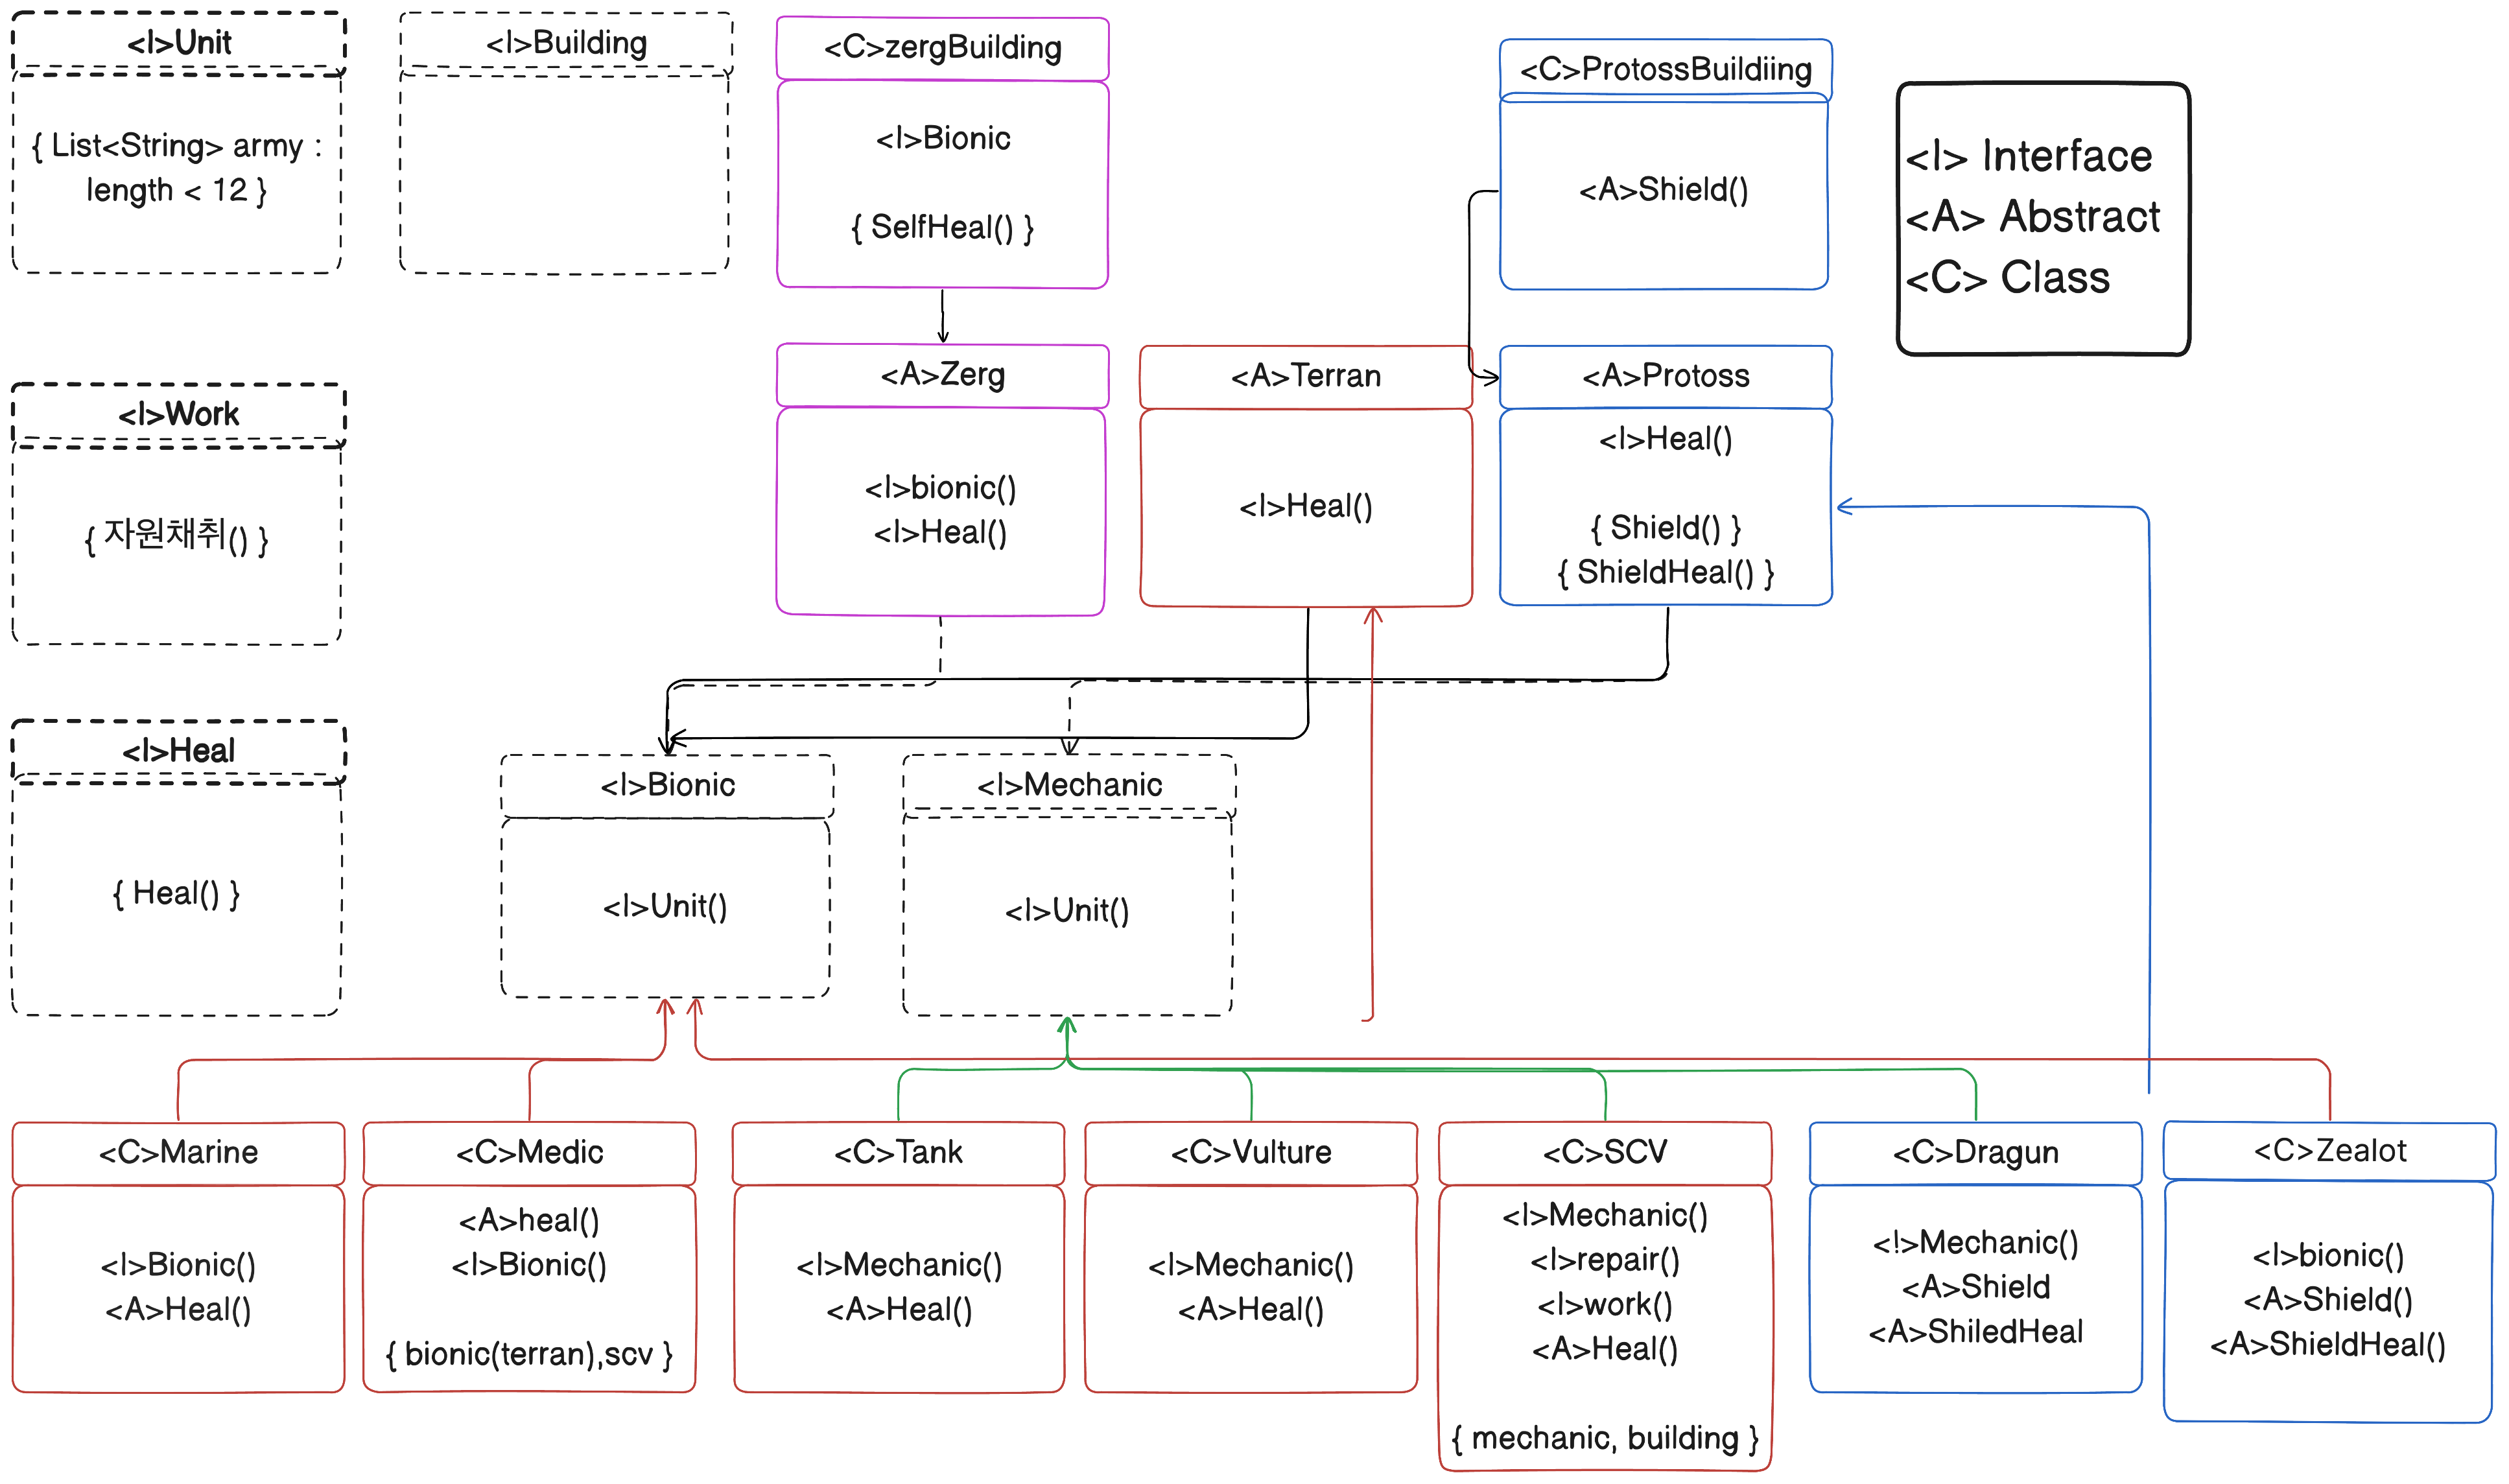 <I>Unit
{ List<String> army :
length < 12 }
<I>Building
<C>zergBuilding
<I>Bionic
{ SelfHeal() }
<C>ProtossBuildiing
<A>Shield()
<I> Interface
<A> Abstract
<C> Class
<I>Work
{ 자원채취() }
<A>Zerg
<I>bionic()
<I>Heal()
<A>Terran
<I>Heal()
<A>Protoss
<I>Heal()
{ Shield() }
{ ShieldHeal() }
<I>Heal
{ Heal() }
<I>Bionic
<I>Unit()
<I>Mechanic
<I>Unit()
<C>Marine
<I>Bionic()
<A>Heal()
<C>Medic
<A>heal()
<I>Bionic()
{ bionic(terran),scv }
<C>Tank
<I>Mechanic()
<A>Heal()
<C>Vulture
<I>Mechanic()
<A>Heal()
<C>SCV
<I>Mechanic()
<I>repair()
<I>work()
<A>Heal()
{ mechanic, building }
<C>Dragun
<!>Mechanic()
<A>Shield
<A>ShiledHeal
<C>Zealot
<I>bionic()
<A>Shield()
<A>ShieldHeal()